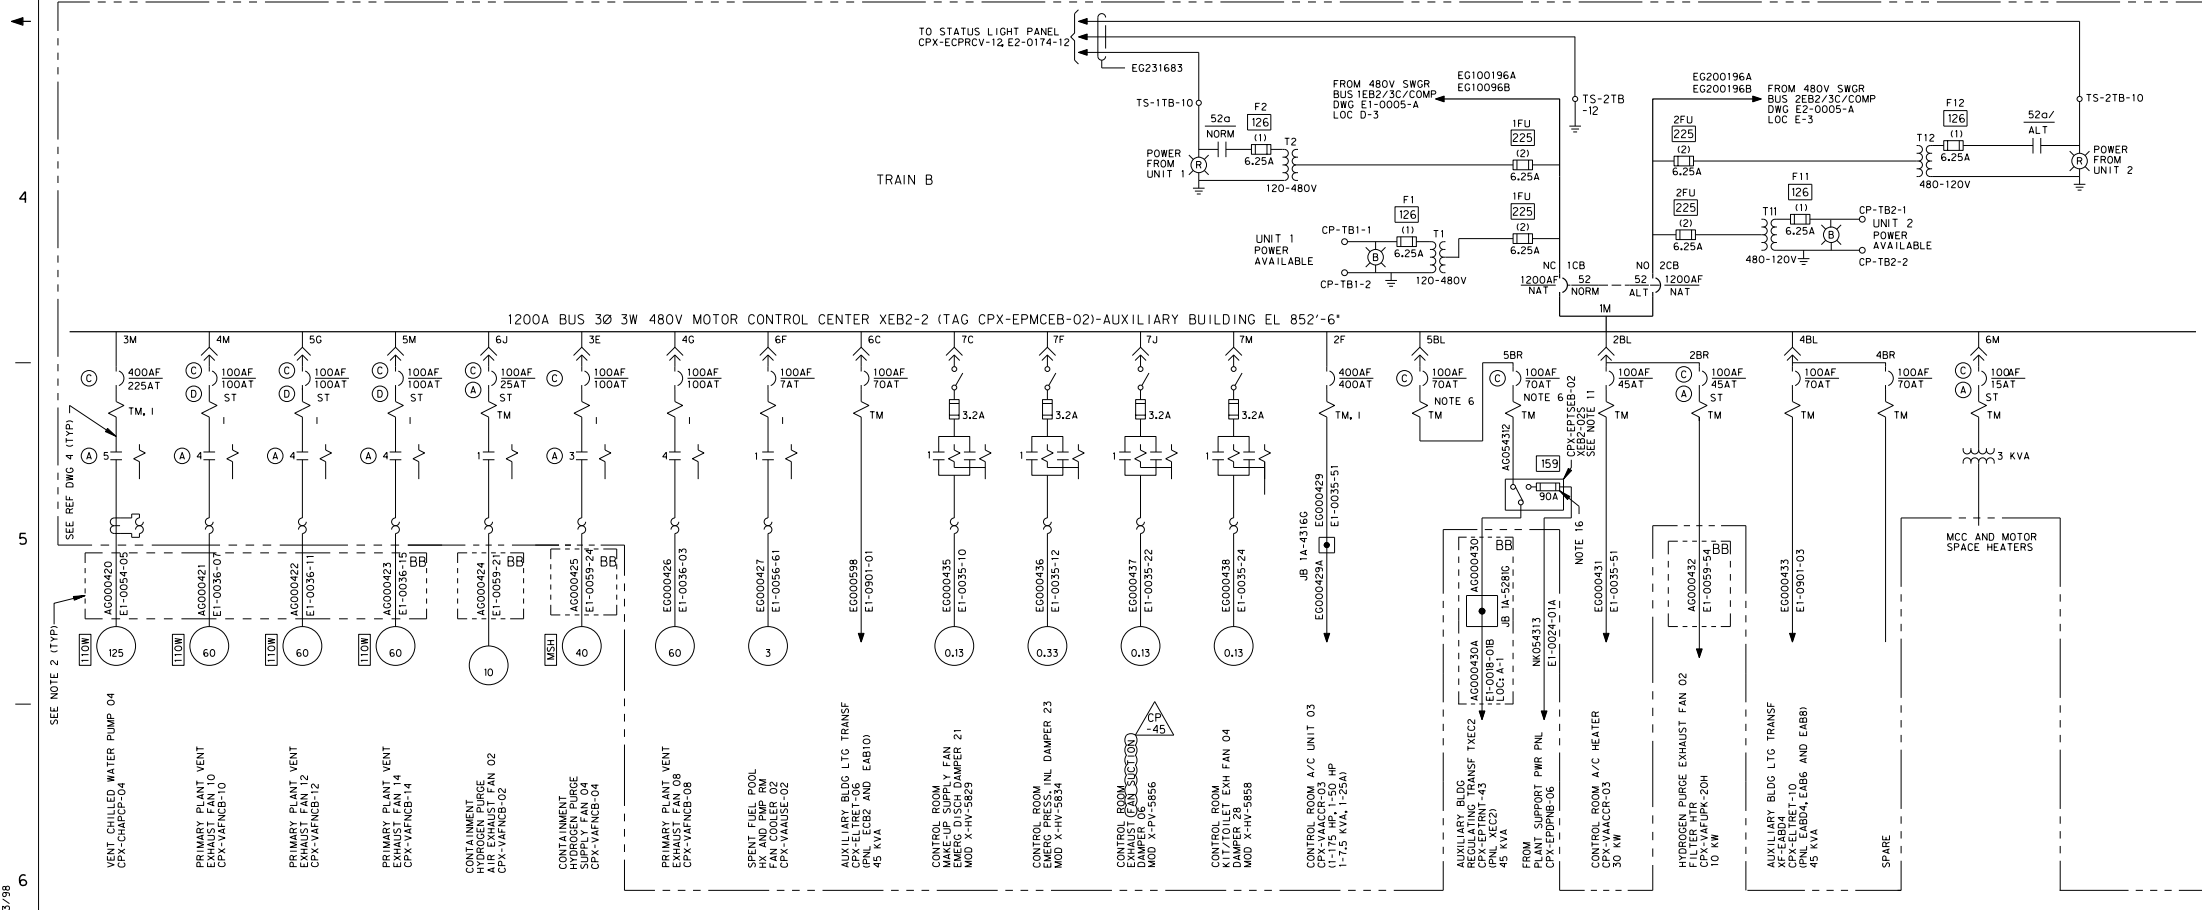 TO STATUS LIGHT PANEL
CPX-ECPRCV-12, E2-0174-12
EG231683
TS-1TB-10
52a
NORM
F2
126
(1)
6.25A
T2
120-480V
POWER
FROM
UNIT 1
R
FROM 480V SWGR
BUS 1EB2/3C/COMP
DWG E1-0005-A
LOC D-3
EG100196A
EG10096B
TS-2TB
-12
1FU
225
(2)
6.25A
EG200196A
EG200196B
FROM 480V SWGR
BUS 2EB2/3C/COMP
DWG E2-0005-A
LOC E-3
2FU
225
(2)
6.25A
F12
126
(1)
6.25A
T12
480-120V
52a/
ALT
TS-2TB-10
R
POWER
FROM
UNIT 2
4
TRAIN B
UNIT 1
POWER
AVAILABLE
CP-TB1-1
CP-TB1-2
B
F1
126
(1)
6.25A
T1
120-480V
1FU
225
(2)
6.25A
2FU
225
(2)
6.25A
T11
480-120V
F11
126
(1)
6.25A
B
CP-TB2-1
UNIT 2
POWER
AVAILABLE
CP-TB2-2
NC 1CB
1200AF
NAT
52
NORM
NO 2CB
52
ALT
1200AF
NAT
1M
1200A BUS 3Ø 3W 480V MOTOR CONTROL CENTER XEB2-2 (TAG CPX-EPMCEB-02)-AUXILIARY BUILDING EL 852'-6"
3M
C
400AF
225AT
TM, I
A
5
SEE REF DWG 4 (TYP)
AG000420
E1-0054-05
110W
125
VENT CHILLED WATER PUMP 04
CPX-CHAPCP-04
SEE NOTE 2 (TYP)
4M
C
D
100AF
100AT
ST
I
A
4
AG000421
E1-0036-07
110W
60
PRIMARY PLANT VENT
EXHAUST FAN 10
CPX-VAFNCB-10
5G
C
D
100AF
100AT
ST
I
A
4
AG000422
E1-0036-11
110W
60
PRIMARY PLANT VENT
EXHAUST FAN 12
CPX-VAFNCB-12
5M
C
D
100AF
100AT
ST
I
A
4
AG000423
E1-0036-15
BB
110W
60
PRIMARY PLANT VENT
EXHAUST FAN 14
CPX-VAFNCB-14
6J
C
A
100AF
25AT
ST
TM
1
AG000424
E1-0059-21
BB
10
CONTAINMENT
HYDROGEN PURGE
AIR EXHAUST FAN 02
CPX-VAFNCB-02
3E
C
100AF
100AT
I
A
3
AG000425
E1-0059-24
BB
MSH
40
CONTAINMENT
HYDROGEN PURGE
SUPPLY FAN 04
CPX-VAFNCB-04
4G
100AF
100AT
I
4
EG000426
E1-0036-03
60
PRIMARY PLANT VENT
EXHAUST FAN 08
CPX-VAFNCB-08
6F
100AF
7AT
I
1
EG000427
E1-0056-61
3
SPENT FUEL POOL
HX AND PMP RM
FAN COOLER 02
CPX-VAAUSE-02
6C
100AF
70AT
TM
EG000598
E1-0901-01
AUXILIARY BLDG LTG TRANSF
CPX-ELTRET-06
(PNL ECB2 AND EAB10)
45 KVA
7C
3.2A
1
EG000435
E1-0035-10
0.13
CONTROL ROOM
MAKE-UP SUPPLY FAN
EMERG DISCH DAMPER 21
MOD X-HV-5829
7F
3.2A
1
EG000436
E1-0035-12
0.33
CONTROL ROOM
EMERG PRESS. INL DAMPER 23
MOD X-HV-5834
7J
3.2A
1
EG000437
E1-0035-22
0.13
CP
-45
CONTROL ROOM
EXHAUST (FAN SUCTION)
DAMPER 06
MOD X-PV-5856
7M
3.2A
1
EG000438
E1-0035-24
0.13
CONTROL ROOM
KIT/TOILET EXH FAN 04
DAMPER 28
MOD X-HV-5858
2F
400AF
400AT
TM, I
EG000429
E1-0035-51
JB 1A-4316G
EG000429A
CONTROL ROOM A/C UNIT 03
CPX-VAACCR-03
(1-175 HP, 1-50 HP
1-7.5 KVA, 1-25A)
5BL
C
100AF
70AT
NOTE 6
TM
5BR
C
100AF
70AT
NOTE 6
TM
AG054312
159
90A
CPX-EPTSEB-02
XEB2-02S
SEE NOTE 11
NOTE 16
AG000430
BB
JB 1A-5281G
AG000430A
E1-0018-01B
LOC: A-1
AUXILIARY BLDG
REGULATING TRANSF TXEC2
CPX-EPTRNT-43
(PNL XEC2)
45 KVA
NK054313
E1-0024-01A
FROM
PLANT SUPPORT PWR PNL
CPX-EPDPNB-06
2BL
100AF
45AT
TM
EG000431
E1-0035-51
CONTROL ROOM A/C HEATER
CPX-VAACCR-03
30 KW
2BR
C
A
100AF
45AT
ST
TM
AG000432
E1-0059-54
BB
HYDROGEN PURGE EXHAUST FAN 02
FILTER HTR
CPX-VAFUPK-20H
10 KW
4BL
100AF
70AT
TM
EG000433
E1-0901-03
AUXILIARY BLDG LTG TRANSF
XF-EABD4
CPX-ELTRET-10
(PNL EABD4, EAB6 AND EAB8)
45 KVA
4BR
100AF
70AT
TM
SPARE
6M
C
A
100AF
15AT
ST
TM
3 KVA
MCC AND MOTOR
SPACE HEATERS
5
6
3/98